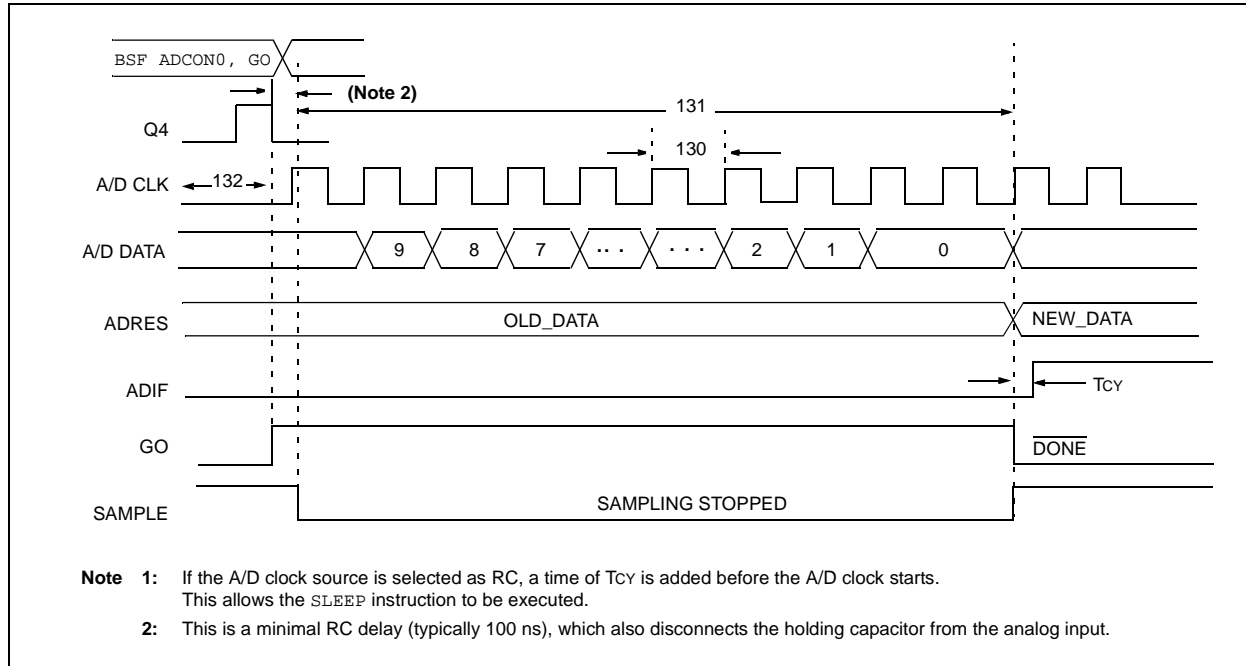 BSF ADCON0, GO
(Note 2)
131
Q4
130
A/D CLK
132
A/D DATA
9 8 7 .. . . . . 2 1 0
ADRES
OLD_DATA
NEW_DATA
ADIF
TCY
GO
DONE
SAMPLE
SAMPLING STOPPED
Note 1: If the A/D clock source is selected as RC, a time of TCY is added before the A/D clock starts.
This allows the SLEEP instruction to be executed.
2: This is a minimal RC delay (typically 100 ns), which also disconnects the holding capacitor from the analog input.